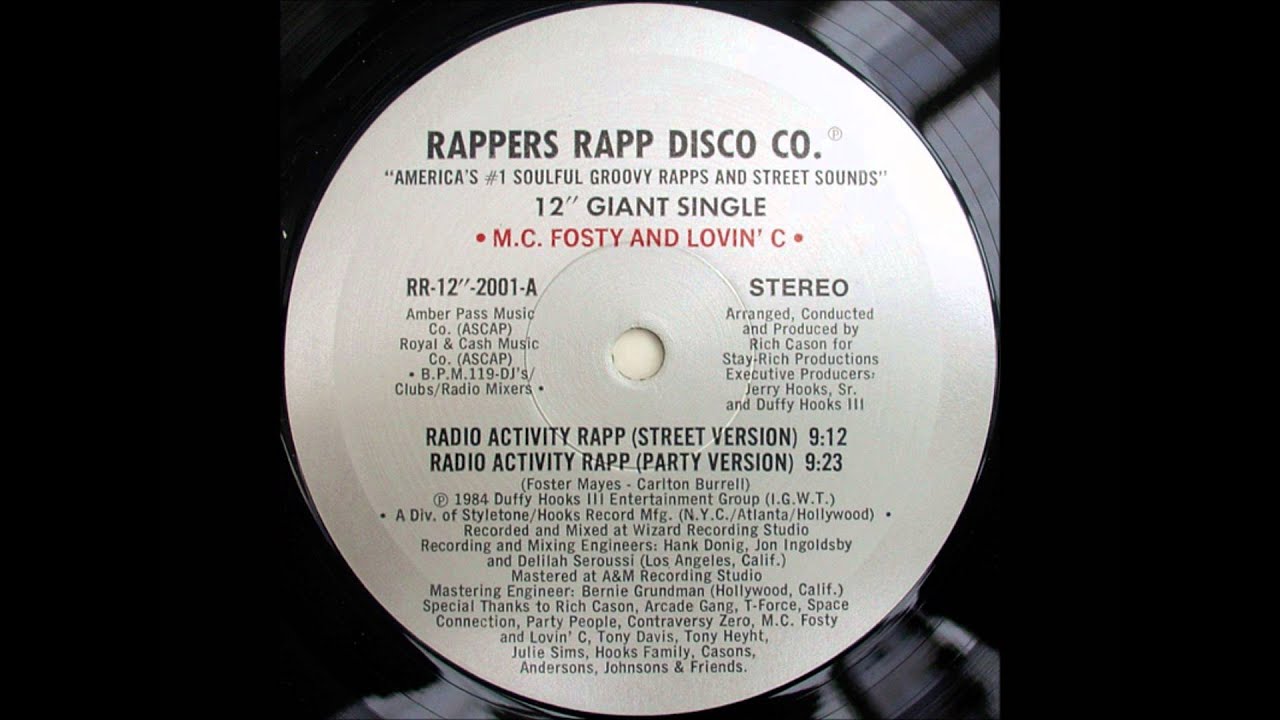 RAPPERS RAPP DISCO CO. ℗
"AMERICA'S #1 SOULFUL GROOVY RAPPS AND STREET SOUNDS"
12″ GIANT SINGLE
• M.C. FOSTY AND LOVIN' C •
RR-12″-2001-A
Amber Pass Music
Co. (ASCAP)
Royal & Cash Music
Co. (ASCAP)
• B.P.M.119-DJ's/
Clubs/Radio Mixers •
STEREO
Arranged, Conducted
and Produced by
Rich Cason for
Stay-Rich Productions
Executive Producers:
Jerry Hooks, Sr.
and Duffy Hooks III
RADIO ACTIVITY RAPP (STREET VERSION) 9:12
RADIO ACTIVITY RAPP (PARTY VERSION) 9:23
(Foster Mayes - Carlton Burrell)
℗ 1984 Duffy Hooks III Entertainment Group (I.G.W.T.)
• A Div. of Styletone/Hooks Record Mfg. (N.Y.C./Atlanta/Hollywood) •
Recorded and Mixed at Wizard Recording Studio
Recording and Mixing Engineers: Hank Donig, Jon Ingoldsby
and Delilah Seroussi (Los Angeles, Calif.)
Mastered at A&M Recording Studio
Mastering Engineer: Bernie Grundman (Hollywood, Calif.)
Special Thanks to Rich Cason, Arcade Gang, T-Force, Space
Connection, Party People, Contraversy Zero, M.C. Fosty
and Lovin' C, Tony Davis, Tony Heyht,
Julie Sims, Hooks Family, Casons,
Andersons, Johnsons & Friends.